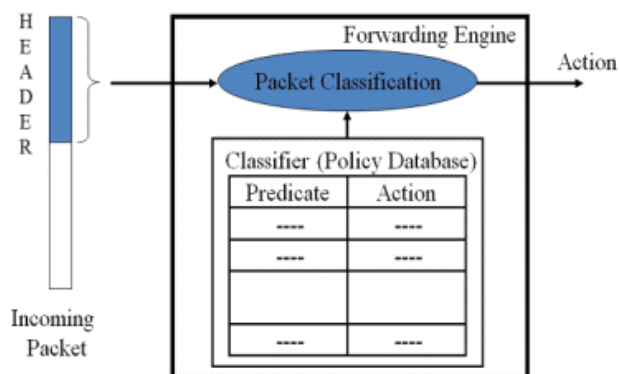 H
E
A
D
E
R
Incoming
Packet
Forwarding Engine
Packet Classification
Action
Classifier (Policy Database)
Predicate Action
---- ----
---- ----
---- ----